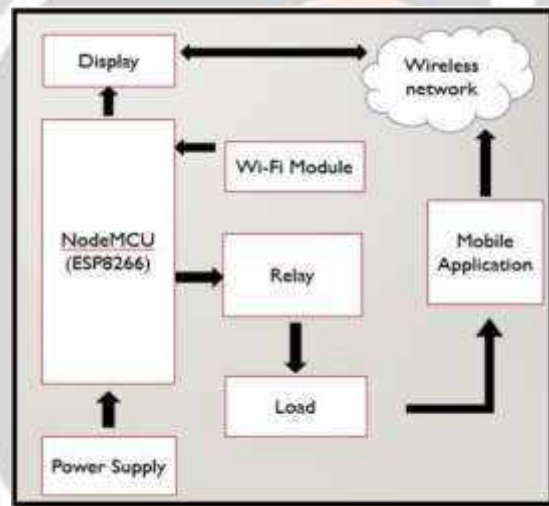 Display
Wireless
network
Wi-Fi Module
NodeMCU
(ESP8266)
Mobile
Application
Relay
Load
Power Supply